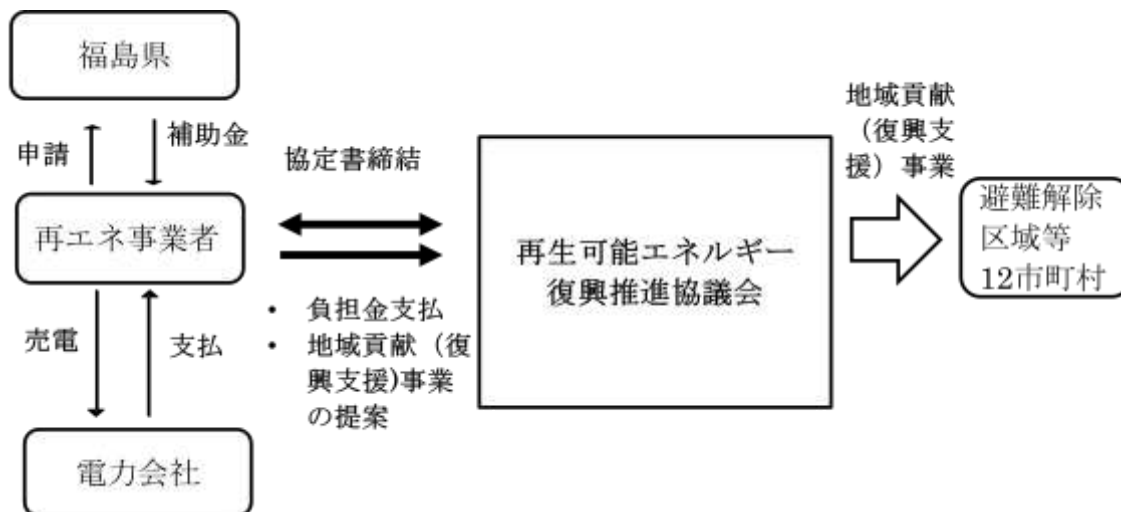 福島県
申請
補助金
再エネ事業者
売電
支払
電力会社
協定書締結
・ 負担金支払
・ 地域貢献（復
興支援)事業
の提案
再生可能エネルギー
復興推進協議会
地域貢献
（復興支
援）事業
避難解除
区域等
12市町村